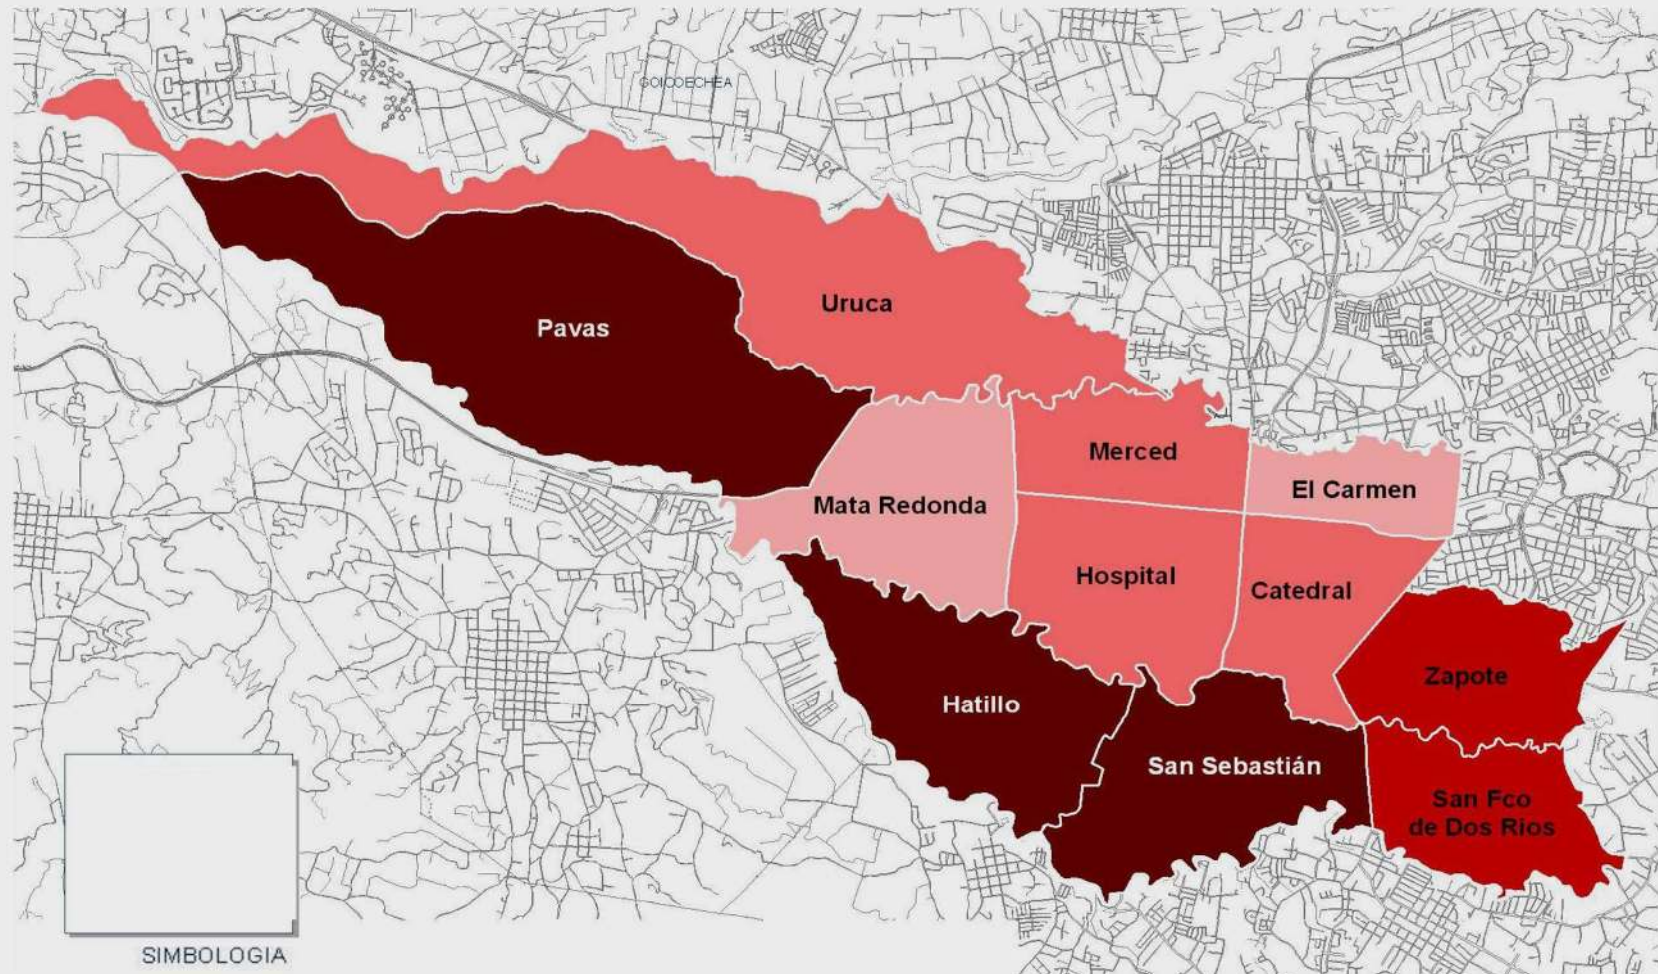 GOICOECHEA
Uruca
Pavas
Merced
El Carmen
Mata Redonda
Hospital
Catedral
Zapote
Hatillo
San Sebastián
San Fco
de Dos Rios
SIMBOLOGIA